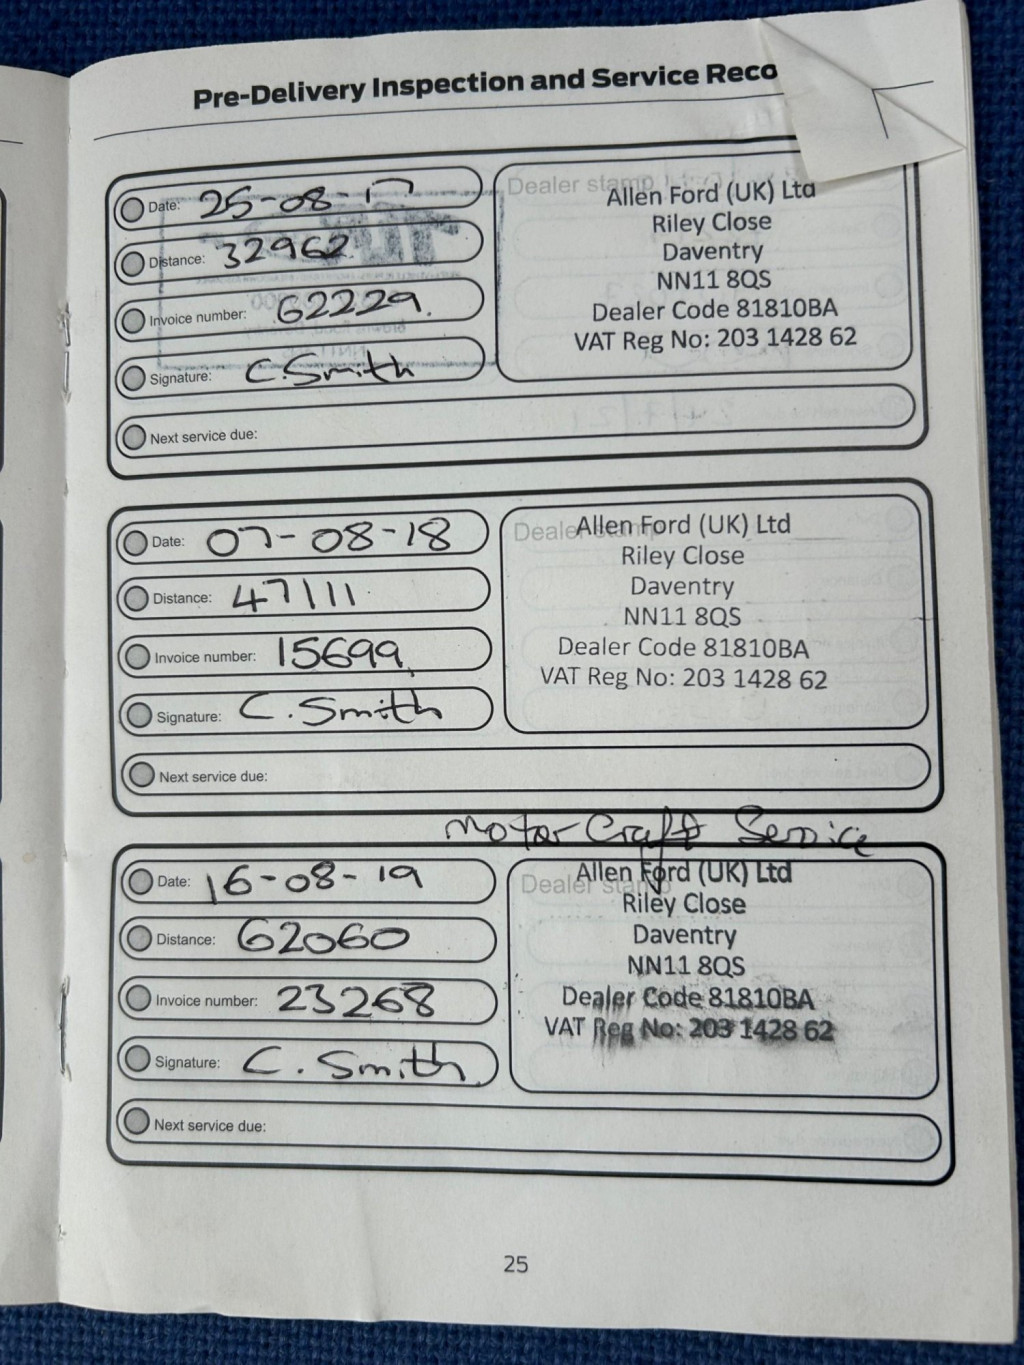 Pre-Delivery Inspection and Service Reco
Date: 25-08-17
Distance: 32962
Invoice number: 62229.
Signature: C.Smith
Next service due:
Dealer stamp
Allen Ford (UK) Ltd
Riley Close
Daventry
NN11 8QS
Dealer Code 81810BA
VAT Reg No: 203 1428 62
Date: 07-08-18
Distance: 47111
Invoice number: 15699
Signature: C. Smith
Next service due:
Dealer stamp
Allen Ford (UK) Ltd
Riley Close
Daventry
NN11 8QS
Dealer Code 81810BA
VAT Reg No: 203 1428 62
Motor Craft Service
Date: 16-08-19
Distance: 62060
Invoice number: 23268
Signature: C. Smith
Next service due:
Dealer stamp
Allen Ford (UK) Ltd
Riley Close
Daventry
NN11 8QS
Dealer Code 81810BA
VAT Reg No: 203 1428 62
25